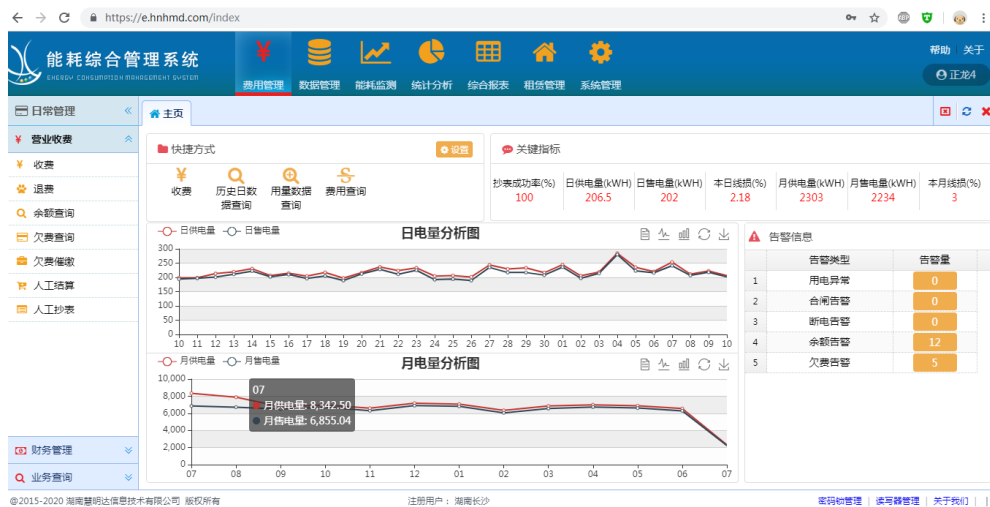 https://e.hnhmd.com/index
能耗综合管理系统
ENERGY CONSUMPTION MANAGEMENT SYSTEM
费用管理 数据管理 能耗监测 统计分析 综合报表 租赁管理 系统管理
帮助 关于
正龙4
日常管理
主页
营业收费
收费
退费
余额查询
欠费查询
欠费催缴
人工结算
人工抄表
财务管理
业务查询
快捷方式 设置
收费 历史日数据查询 用量数据查询 费用查询
关键指标
抄表成功率(%) 日供电量(kWH) 日售电量(kWH) 本日线损(%) 月供电量(kWH) 月售电量(kWH) 本月线损(%)
100 206.5 202 2.18 2303 2234 3
日供电量 日售电量 日电量分析图
300
250
200
150
100
50
0
10 11 12 13 14 15 16 17 18 19 20 21 22 23 24 25 26 27 28 29 30 01 02 03 04 05 06 07 08 09 10
月供电量 月售电量 月电量分析图
10,000
8,000
6,000
4,000
2,000
0
07
月供电量: 8,342.50
月售电量: 6,855.04
07 08 09 10 11 12 01 02 03 04 05 06 07
告警信息
告警类型 告警量
1 用电异常 0
2 合闸告警 0
3 断电告警 0
4 余额告警 12
5 欠费告警 5
@2015-2020 湖南慧明达信息技术有限公司 版权所有
注册用户： 湖南长沙
密码锁管理 | 读写器管理 | 关于我们 | |